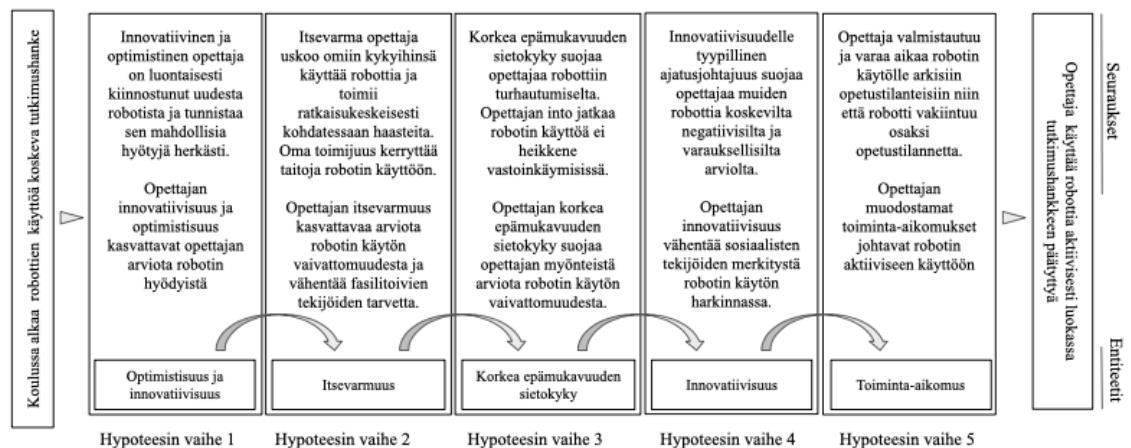 Koulussa alkaa robottien käyttöä koskeva tutkimushanke
Innovatiivinen ja
optimistinen opettaja
on luontaisesti
kiinnostunut uudesta
robotista ja tunnistaa
sen mahdollisia
hyötyjä herkästi.
Opettajan
innovatiivisuus ja
optimistisuus
kasvattavat opettajan
arviota robotin
hyödyistä
Optimistisuus ja
innovatiivisuus
Hypoteesin vaihe 1
Itsevarma opettaja
uskoo omiin kykyihinsä
käyttää robottia ja
toimii
ratkaisukeskeisesti
kohdatessaan haasteita.
Oma toimijuus kerryttää
taitoja robotin käyttöön.
Opettajan itsevarmuus
kasvattavaa arviota
robotin käytön
vaivattomuudesta ja
vähentää fasilitoivien
tekijöiden tarvetta.
Itsevarmuus
Hypoteesin vaihe 2
Korkea epämukavuuden
sietokyky suojaa
opettajaa robottiin
turhautumiselta.
Opettajan into jatkaa
robotin käyttöä ei
heikkene
vastoinkäymisissä.
Opettajan korkea
epämukavuuden
sietokyky suojaa
opettajan myönteistä
arviota robotin käytön
vaivattomuudesta.
Korkea epämukavuuden
sietokyky
Hypoteesin vaihe 3
Innovatiivisuudelle
tyypillinen
ajatusjohtajuus suojaa
opettajaa muiden
robottia koskevilta
negatiivisilta ja
varauksellisilta
arviolta.
Opettajan
innovatiivisuus
vähentää sosiaalisten
tekijöiden merkitystä
robotin käytön
harkinnassa.
Innovatiivisuus
Hypoteesin vaihe 4
Opettaja valmistautuu
ja varaa aikaa robotin
käytölle arkisiin
opetustilanteisiin niin
että robotti vakiintuu
osaksi
opetustilannetta.
Opettajan
muodostamat
toiminta-aikomukset
johtavat robotin
aktiiviseen käyttöön
Toiminta-aikomus
Hypoteesin vaihe 5
Opettaja käyttää robottia aktiivisesti luokassa
tutkimushankkeen päätyttyä
Seuraukset
Entiteetit